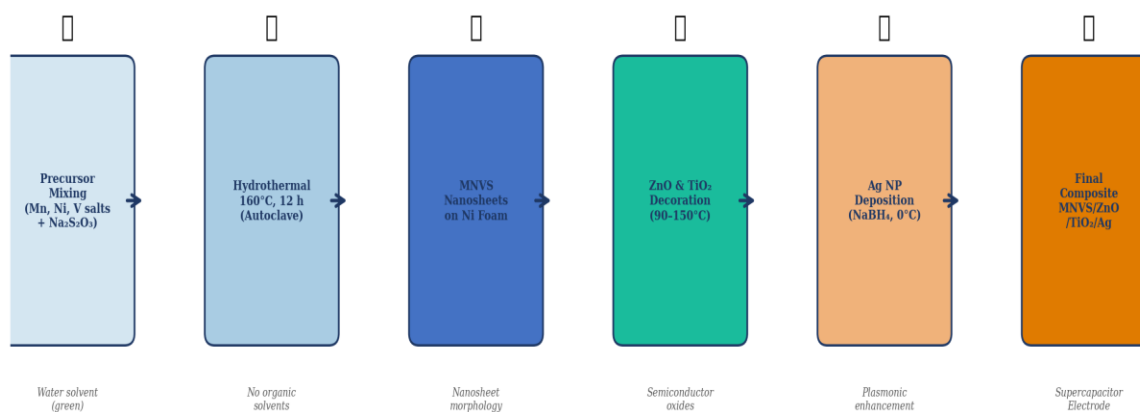 Precursor
Mixing
(Mn, Ni, V salts
+ Na₂S₂O₃)
Hydrothermal
160°C, 12 h
(Autoclave)
MNVS
Nanosheets
on Ni Foam
ZnO & TiO₂
Decoration
(90–150°C)
Ag NP
Deposition
(NaBH₄, 0°C)
Final
Composite
MNVS/ZnO
/TiO₂/Ag
Water solvent
(green)
No organic
solvents
Nanosheet
morphology
Semiconductor
oxides
Plasmonic
enhancement
Supercapacitor
Electrode